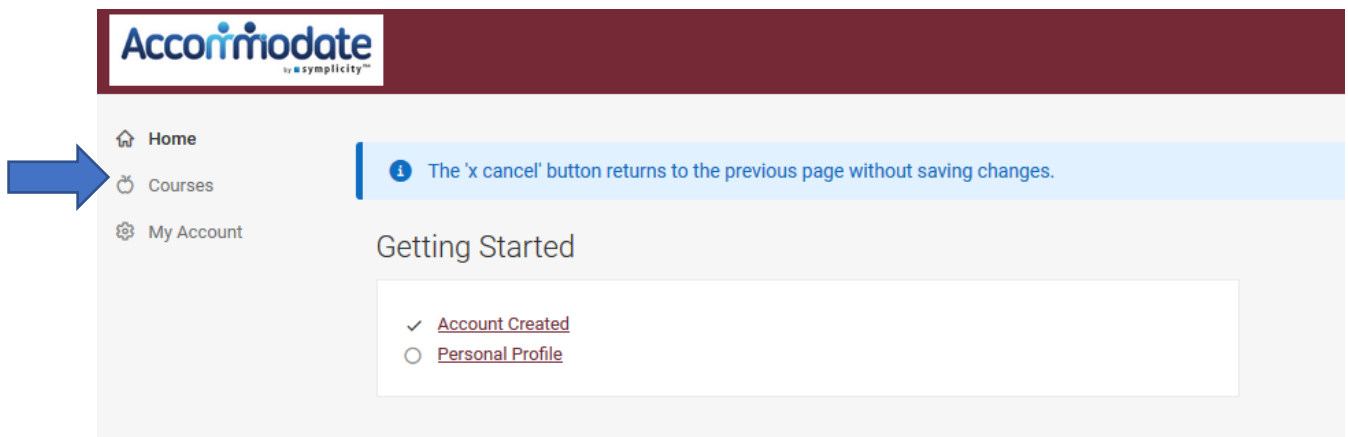 Accommodate
by symplicity™
Home
The 'x cancel' button returns to the previous page without saving changes.
Courses
My Account
Getting Started
Account Created
Personal Profile